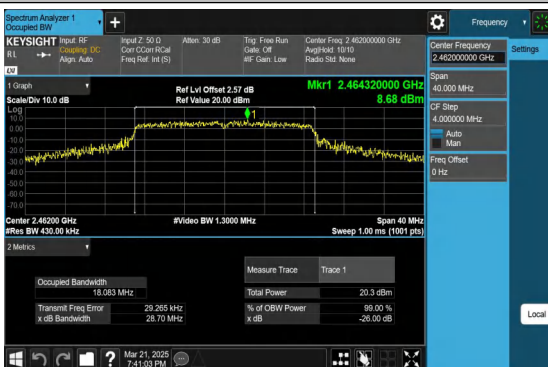 Spectrum Analyzer 1
Occupied BW
KEYSIGHT
RL
Input: RF
Coupling: DC
Align: Auto
Input Z: 50 Ω
Corr CCorr RCal
Freq Ref: Int (S)
Atten: 30 dB
Trig: Free Run
Gate: Off
#IF Gain: Low
Center Freq: 2.462000000 GHz
Avg|Hold: 10/10
Radio Std: None
1 Graph
Scale/Div 10.0 dB
Ref Lvl Offset 2.57 dB
Ref Value 20.00 dBm
Mkr1 2.464320000 GHz
8.68 dBm
Log
10.0
0.00
-10.0
-20.0
-30.0
-40.0
-50.0
-60.0
-70.0
1
Center 2.46200 GHz
#Video BW 1.3000 MHz
Span 40 MHz
#Res BW 430.00 kHz
Sweep 1.00 ms (1001 pts)
2 Metrics
Measure Trace
Trace 1
Occupied Bandwidth
18.083 MHz
Total Power
20.3 dBm
Transmit Freq Error
29.265 kHz
% of OBW Power
99.00 %
x dB Bandwidth
28.70 MHz
x dB
-26.00 dB
Mar 21, 2025
7:41:03 PM
Frequency
Center Frequency
2.462000000 GHz
Settings
Span
40.000 MHz
CF Step
4.000000 MHz
Auto
Man
Freq Offset
0 Hz
Local